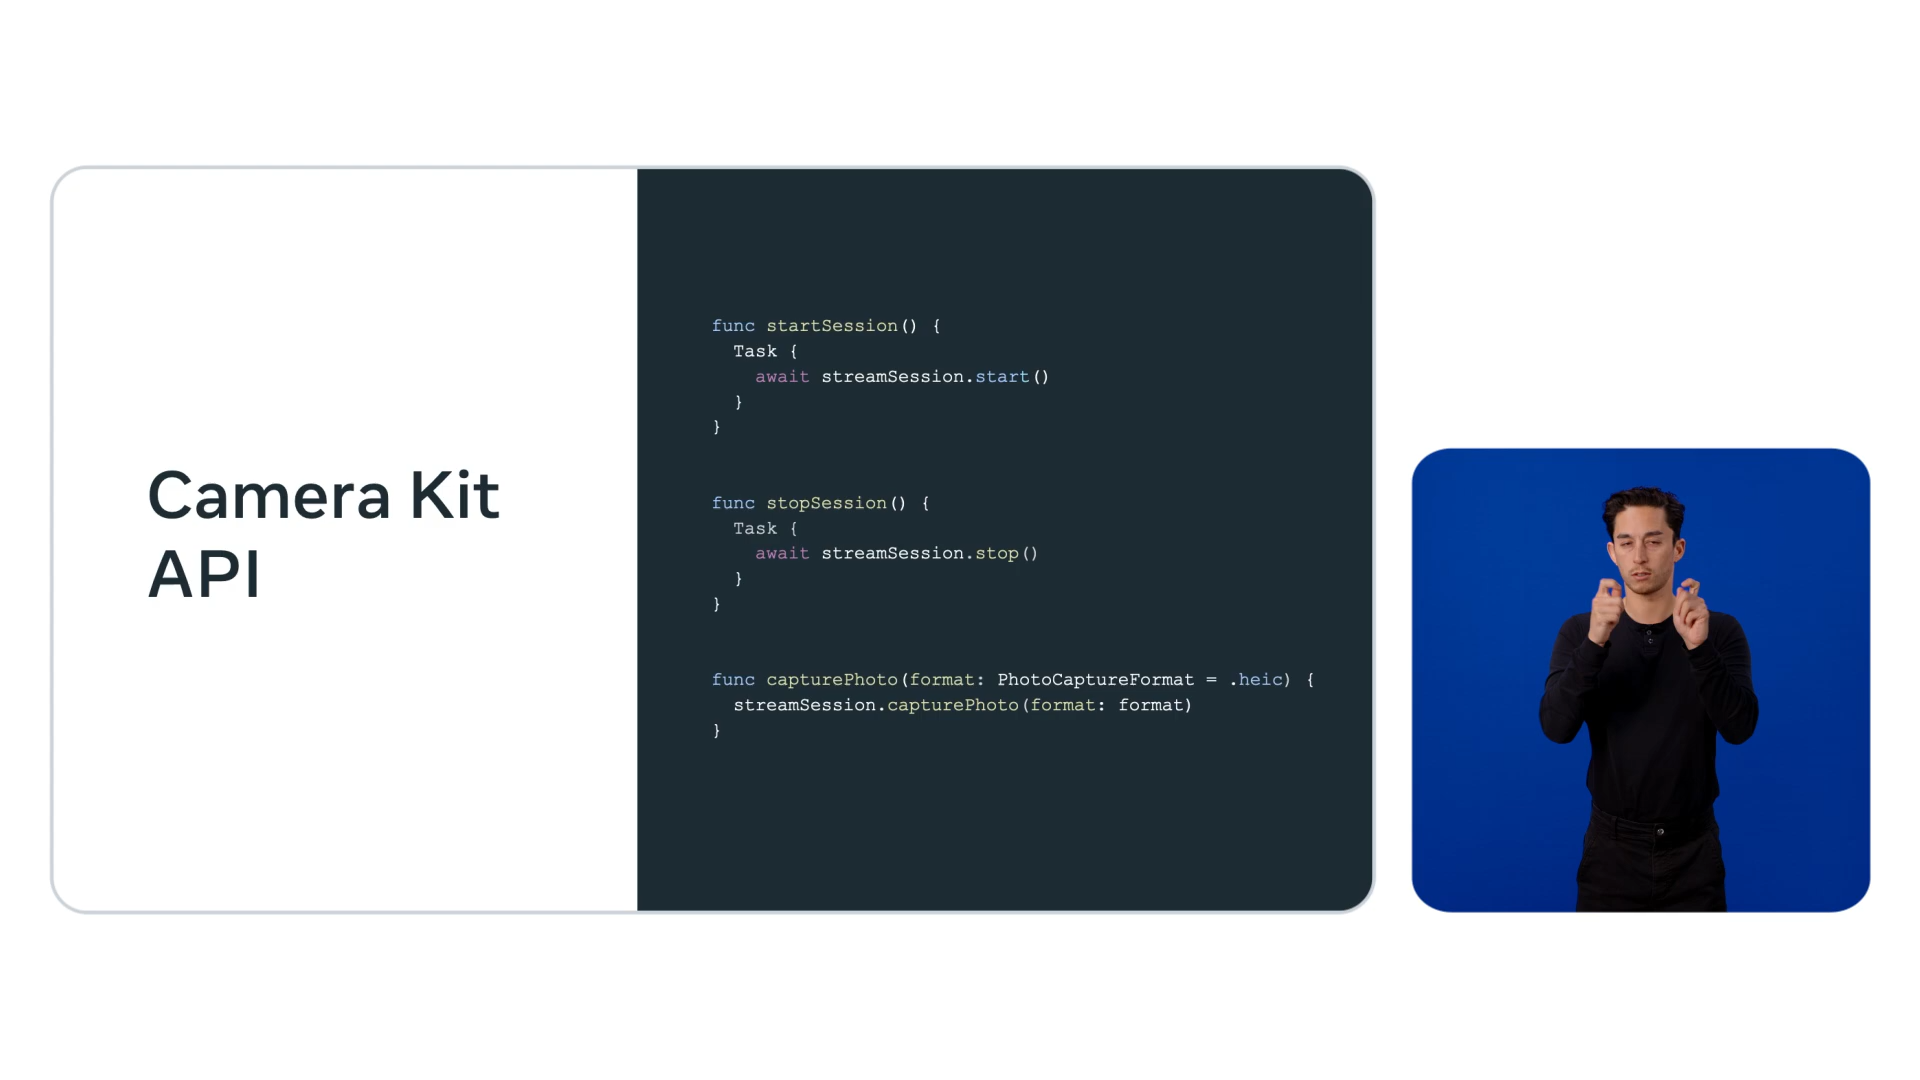 Camera Kit
API
func startSession() {
  Task {
    await streamSession.start()
  }
}
func stopSession() {
  Task {
    await streamSession.stop()
  }
}
func capturePhoto(format: PhotoCaptureFormat = .heic) {
  streamSession.capturePhoto(format: format)
}